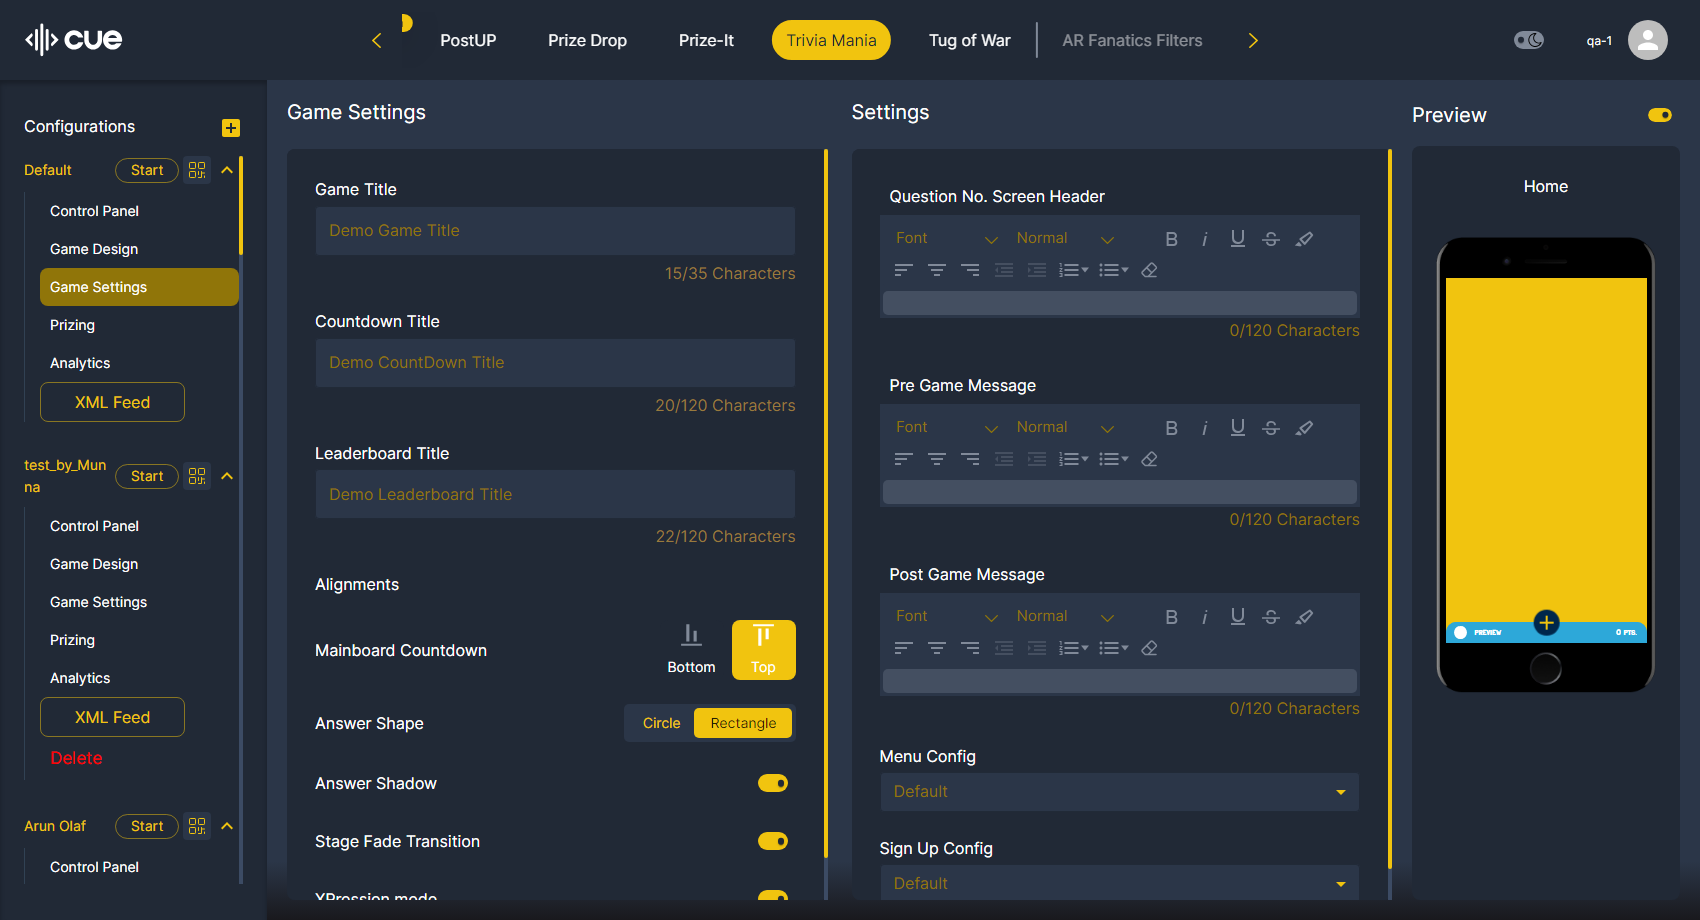 cue
PostUP
Prize Drop
Prize-It
Trivia Mania
Tug of War
AR Fanatics Filters
qa-1
Configurations
Default
Start
Control Panel
Game Design
Game Settings
Prizing
Analytics
XML Feed
test_by_Mun
na
Start
Control Panel
Game Design
Game Settings
Prizing
Analytics
XML Feed
Delete
Arun Olaf
Start
Control Panel
Game Settings
Game Title
Demo Game Title
15/35 Characters
Countdown Title
Demo CountDown Title
20/120 Characters
Leaderboard Title
Demo Leaderboard Title
22/120 Characters
Alignments
Mainboard Countdown
Bottom
Top
Answer Shape
Circle
Rectangle
Answer Shadow
Stage Fade Transition
XPression mode
Settings
Question No. Screen Header
Font
Normal
0/120 Characters
Pre Game Message
Font
Normal
0/120 Characters
Post Game Message
Font
Normal
0/120 Characters
Menu Config
Default
Sign Up Config
Default
Preview
Home
PREVIEW
0 PTS.